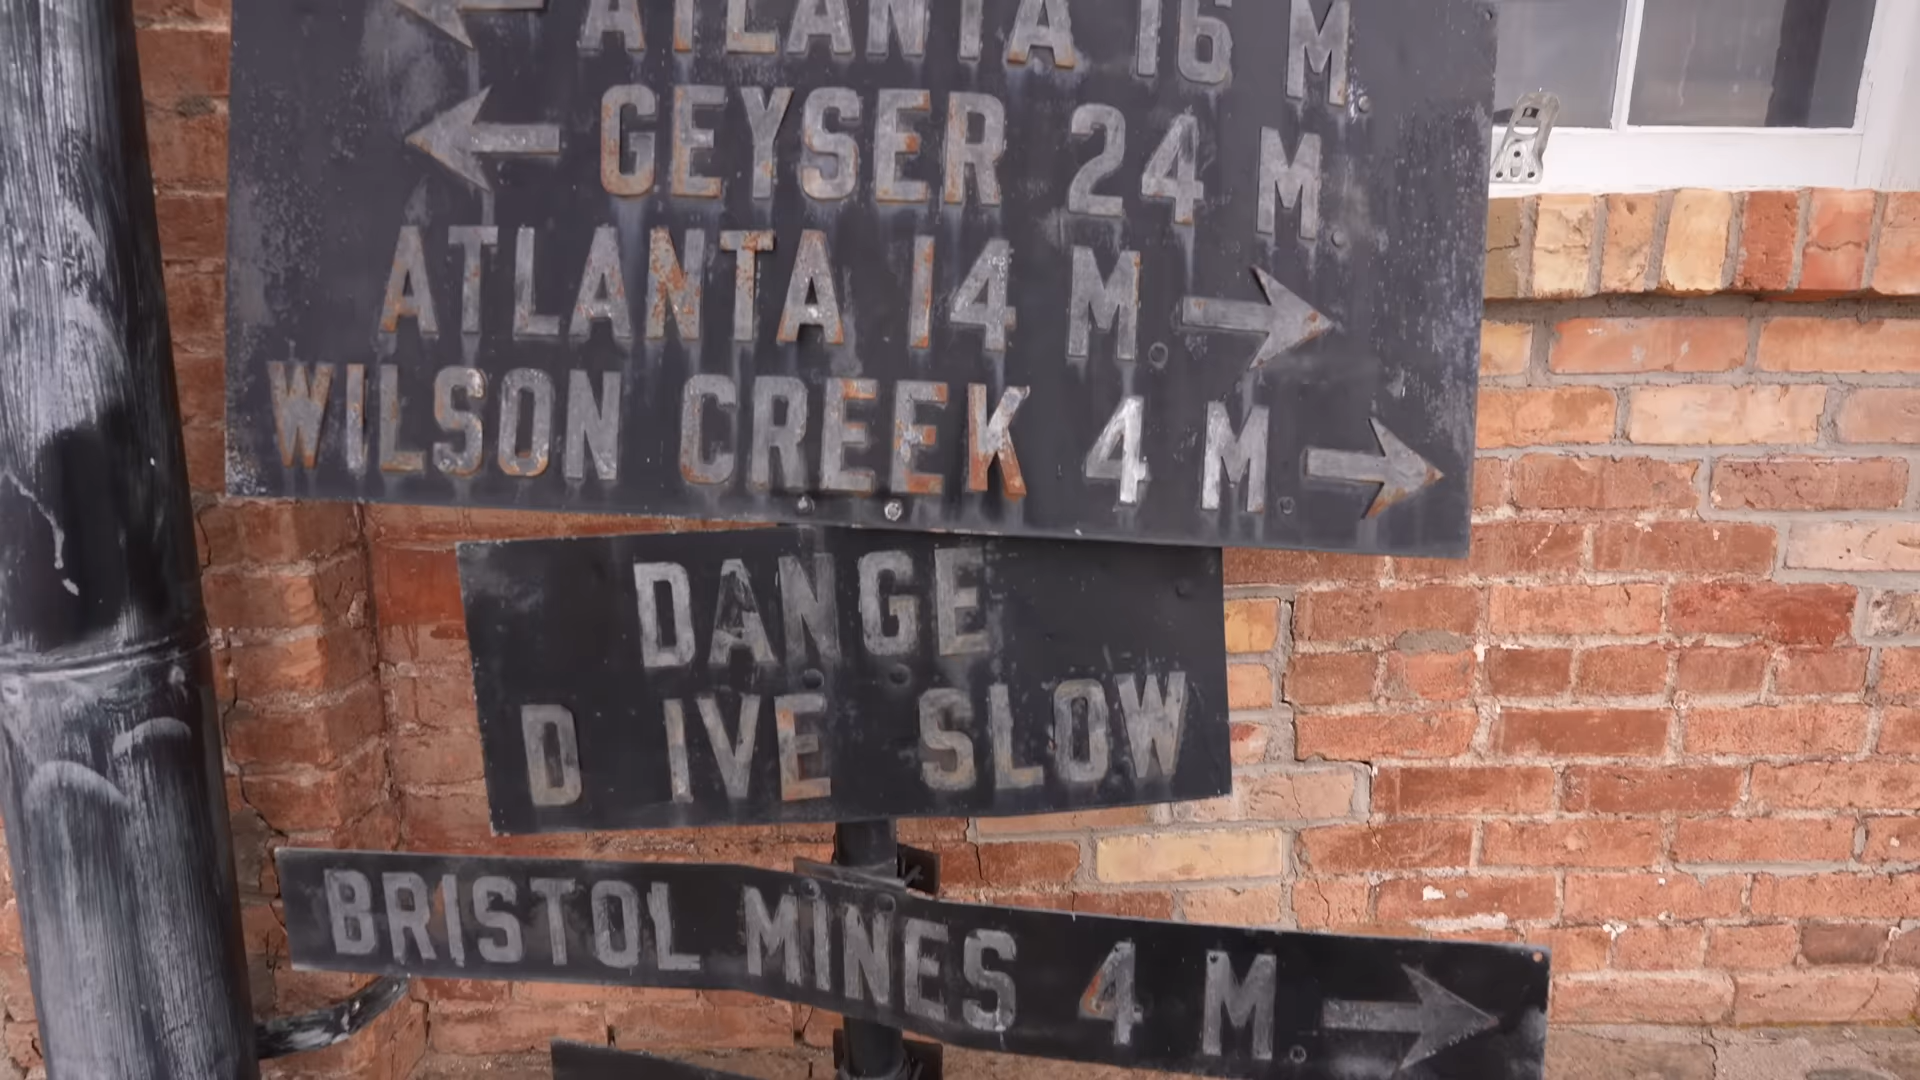 ATLANTA 16 M.
GEYSER 24 M.
ATLANTA 14 M.
WILSON CREEK 4 M.
DANGE
D IVE SLOW
BRISTOL MINES 4 M.